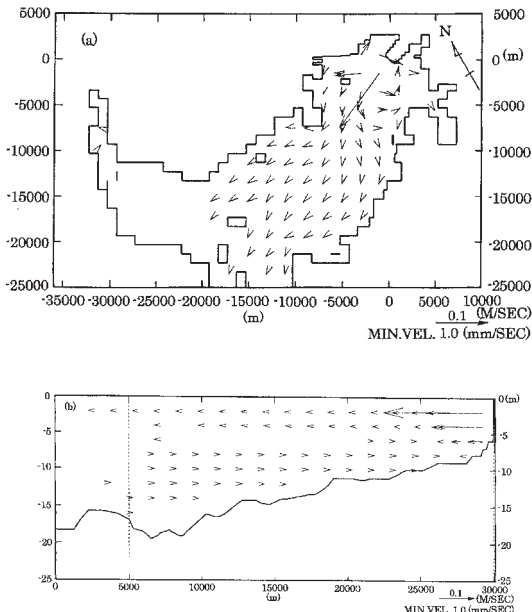 (a)
N
(m)
5000 5000
0 0
-5000 -5000
-10000 -10000
-15000 -15000
-20000 -20000
-25000 25000
-35000 -30000 -25000 -20000 -15000 -10000 -5000 0 5000 10000
(m)
0.1 (M/SEC)
MIN.VEL. 1.0 (mm/SEC)
(b)
0 0 (m)
-5 -5
-10 -10
-15 -15
-20 -20
-25 -25
0 5000 10000 15000 20000 25000 30000
(m)
0.1 (M/SEC)
MIN.VEL 1.0 (mm/SEC)